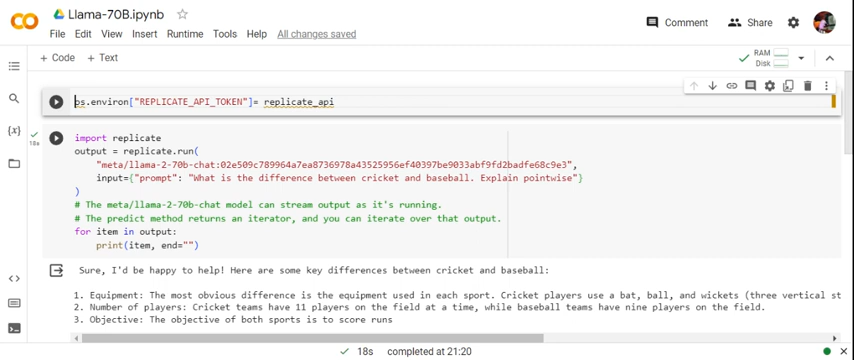 Llama-70B.ipynb
Comment
Share
File Edit View Insert Runtime Tools Help All changes saved
+ Code + Text
RAM
Disk
os.environ["REPLICATE_API_TOKEN"]= replicate_api
{x}
18s
import replicate
output = replicate.run(
"meta/llama-2-70b-chat:02e509c789964a7ea8736978a43525956ef40397be9033abf9fd2badfe68c9e3",
input={"prompt": "What is the difference between cricket and baseball. Explain pointwise"}
)
# The meta/llama-2-70b-chat model can stream output as it's running.
# The predict method returns an iterator, and you can iterate over that output.
for item in output:
print(item, end="")
Sure, I'd be happy to help! Here are some key differences between cricket and baseball:
1. Equipment: The most obvious difference is the equipment used in each sport. Cricket players use a bat, ball, and wickets (three vertical st
2. Number of players: Cricket teams have 11 players on the field at a time, while baseball teams have nine players on the field.
3. Objective: The objective of both sports is to score runs
18s completed at 21:20